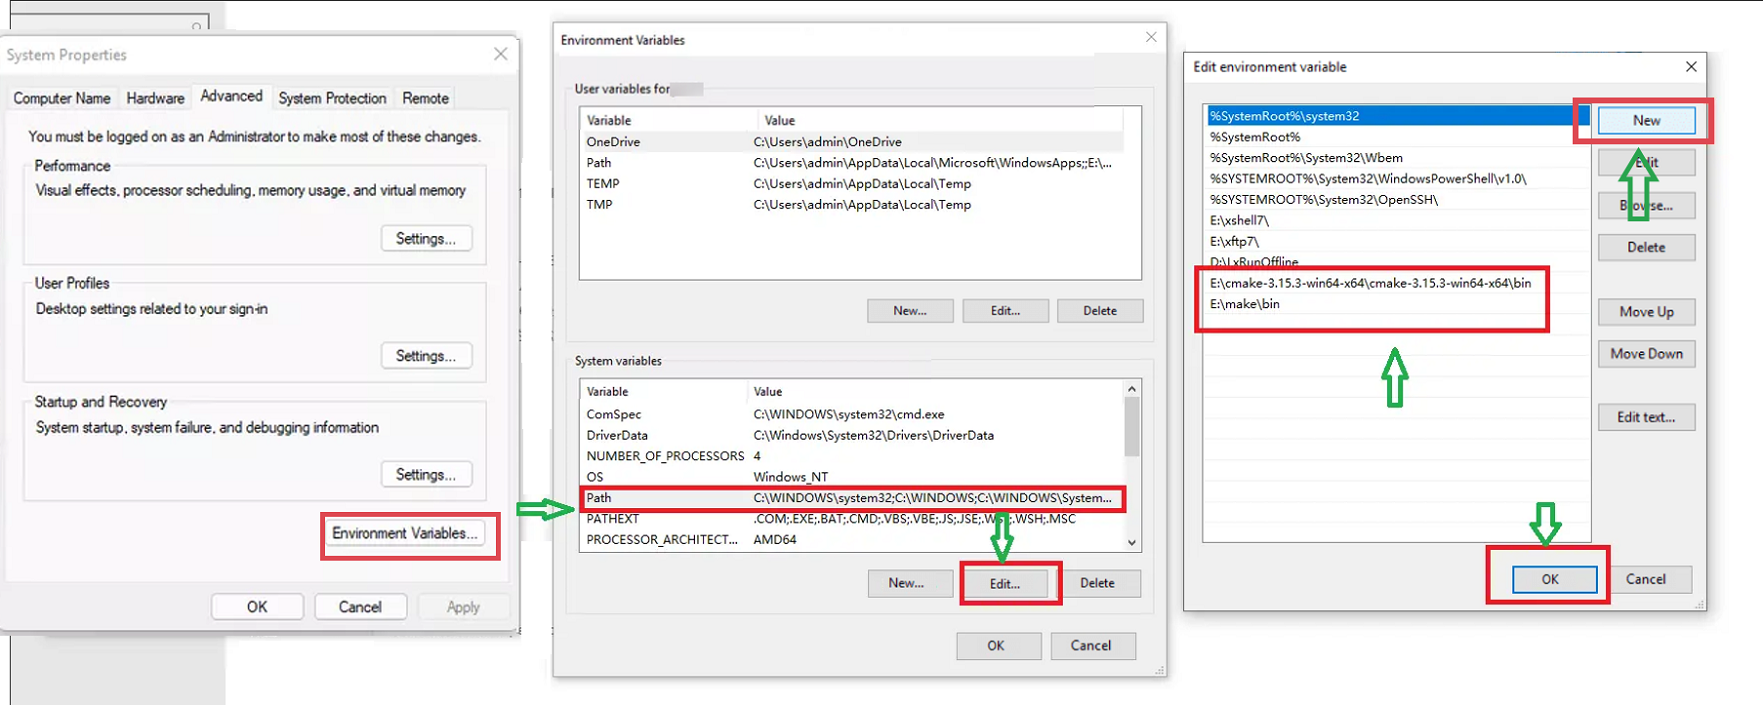 System Properties
Computer Name Hardware Advanced System Protection Remote
You must be logged on as an Administrator to make most of these changes.
Performance
Visual effects, processor scheduling, memory usage, and virtual memory
Settings...
User Profiles
Desktop settings related to your sign-in
Settings...
Startup and Recovery
System startup, system failure, and debugging information
Settings...
Environment Variables...
OK Cancel Apply
Environment Variables
User variables for
Variable Value
OneDrive C:\Users\admin\OneDrive
Path C:\Users\admin\AppData\Local\Microsoft\WindowsApps;;E:\...
TEMP C:\Users\admin\AppData\Local\Temp
TMP C:\Users\admin\AppData\Local\Temp
New... Edit... Delete
System variables
Variable Value
ComSpec C:\WINDOWS\system32\cmd.exe
DriverData C:\Windows\System32\Drivers\DriverData
NUMBER_OF_PROCESSORS 4
OS Windows_NT
Path C:\WINDOWS\system32;C:\WINDOWS;C:\WINDOWS\System...
PATHEXT .COM;.EXE;.BAT;.CMD;.VBS;.VBE;.JS;.JSE;.WSF;.WSH;.MSC
PROCESSOR_ARCHITECT... AMD64
New... Edit... Delete
OK Cancel
Edit environment variable
%SystemRoot%\system32
%SystemRoot%
%SystemRoot%\System32\Wbem
%SYSTEMROOT%\System32\WindowsPowerShell\v1.0\
%SYSTEMROOT%\System32\OpenSSH\
E:\xshell7\
E:\xftp7\
D:\LxRunOffline
E:\cmake-3.15.3-win64-x64\cmake-3.15.3-win64-x64\bin
E:\make\bin
New
Edit
Browse...
Delete
Move Up
Move Down
Edit text...
OK Cancel